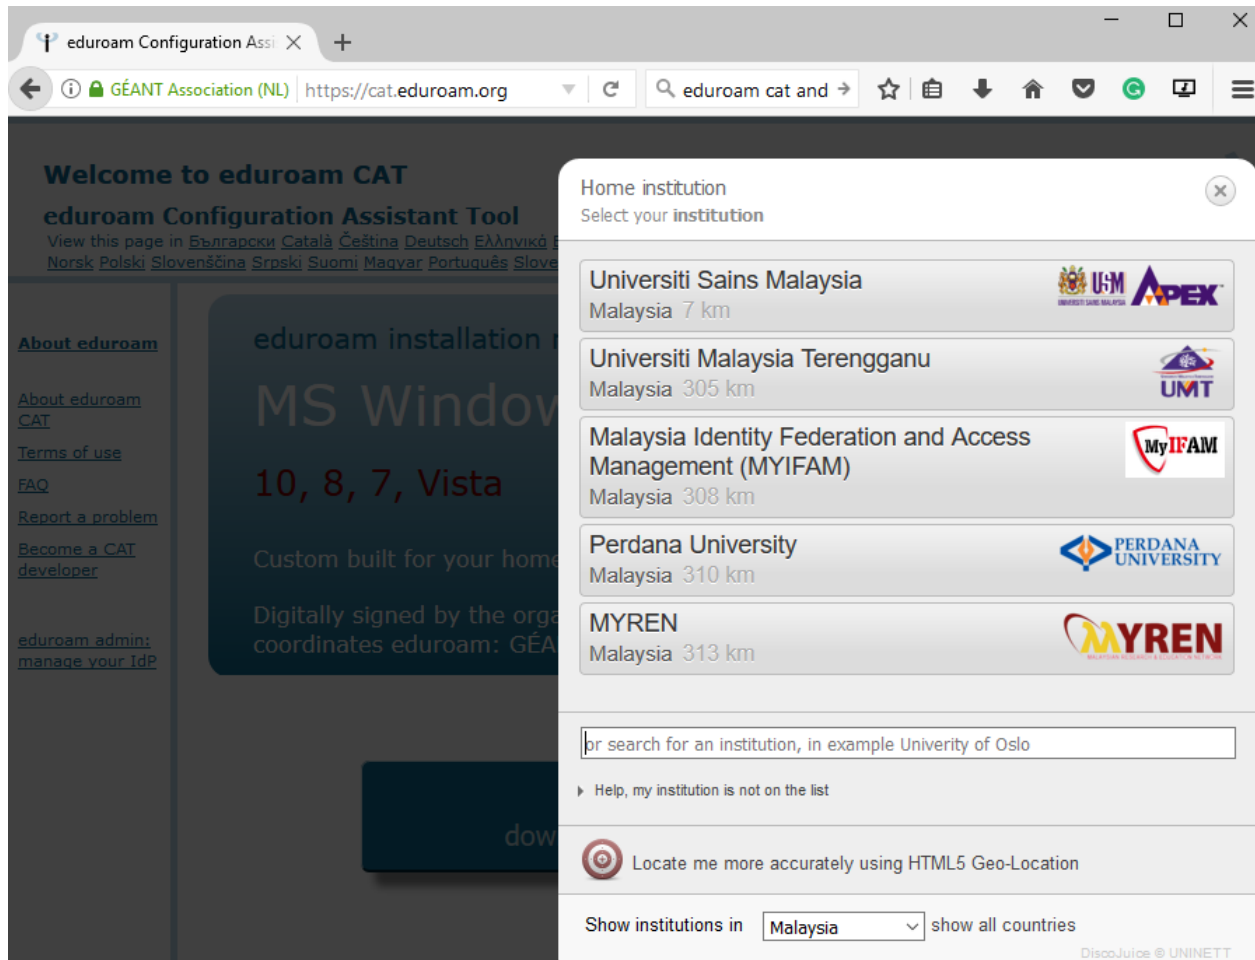 eduroam Configuration Assi
GÉANT Association (NL) https://cat.eduroam.org eduroam cat and
Welcome to eduroam CAT
eduroam Configuration Assistant Tool
View this page in Български Català Čeština Deutsch Ελληνικά
Norsk Polski Slovenščina Srpski Suomi Magyar Português Slove
About eduroam
About eduroam
CAT
Terms of use
FAQ
Report a problem
Become a CAT
developer
eduroam admin:
manage your IdP
eduroam installation
MS Window
10, 8, 7, Vista
Custom built for your home
Digitally signed by the orga
coordinates eduroam: GÉA
dow
Home institution
Select your institution
Universiti Sains Malaysia
Malaysia 7 km
USM
UNIVERSITI SAINS MALAYSIA
APEX
Universiti Malaysia Terengganu
Malaysia 305 km
UMT
Malaysia Identity Federation and Access
Management (MYIFAM)
Malaysia 308 km
MyIFAM
Perdana University
Malaysia 310 km
PERDANA
UNIVERSITY
MYREN
Malaysia 313 km
MYREN
MALAYSIAN RESEARCH & EDUCATION NETWORK
or search for an institution, in example Univerity of Oslo
Help, my institution is not on the list
Locate me more accurately using HTML5 Geo-Location
Show institutions in Malaysia show all countries
DiscoJuice © UNINETT